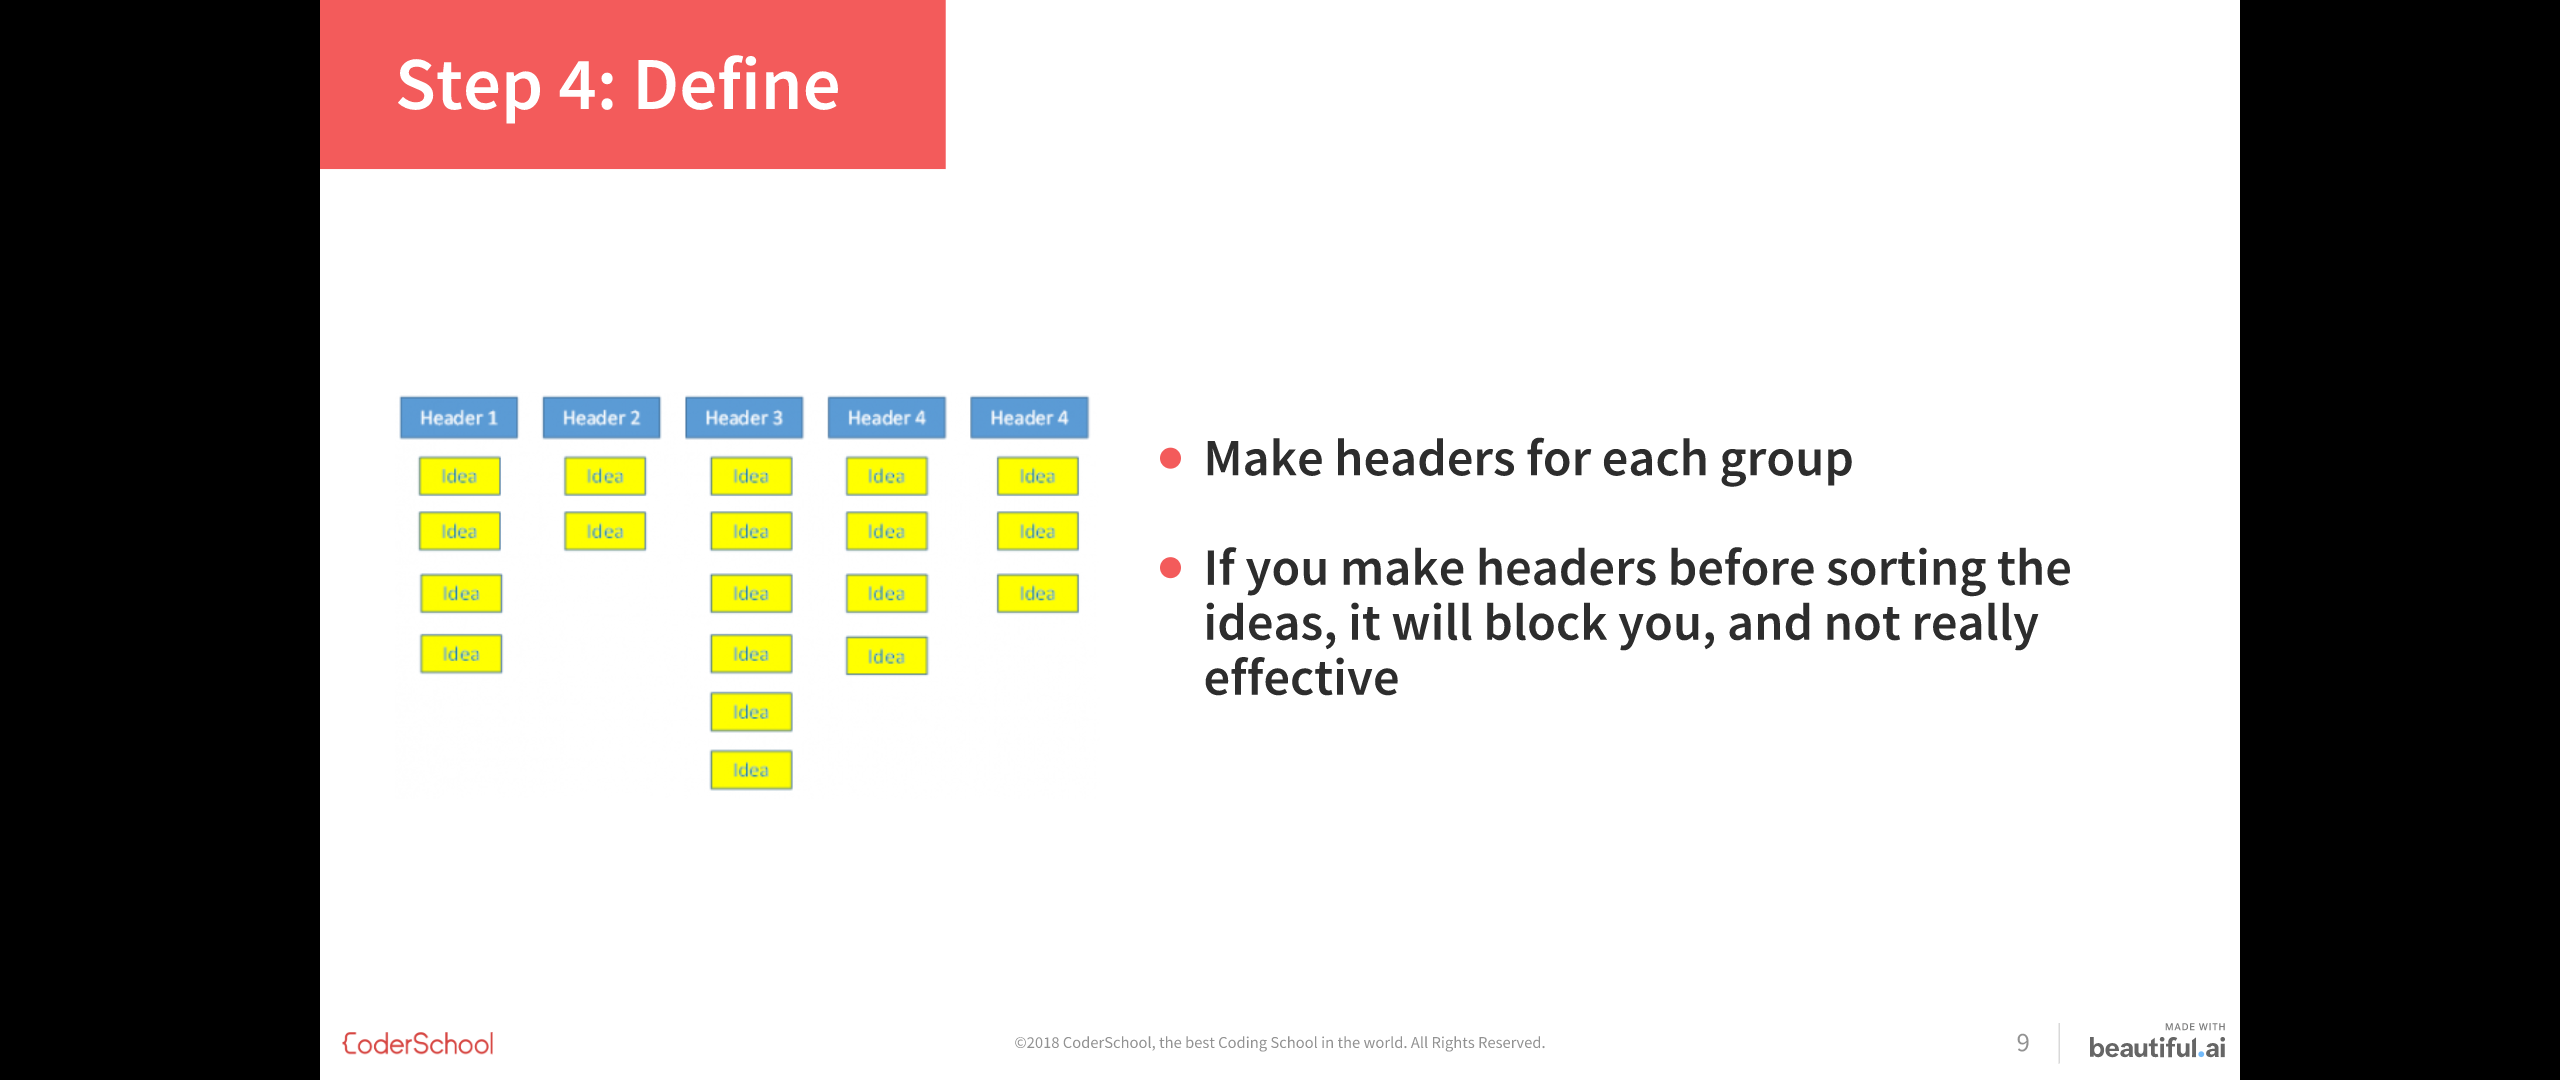 Step 4: Define
Header 1 Header 2 Header 3 Header 4 Header 4
Idea Idea Idea Idea Idea
Idea Idea Idea Idea Idea
Idea Idea Idea Idea
Idea Idea Idea
Idea
Idea
Make headers for each group
If you make headers before sorting the
ideas, it will block you, and not really
effective
CoderSchool
©2018 CoderSchool, the best Coding School in the world. All Rights Reserved.
9
MADE WITH
beautiful.ai